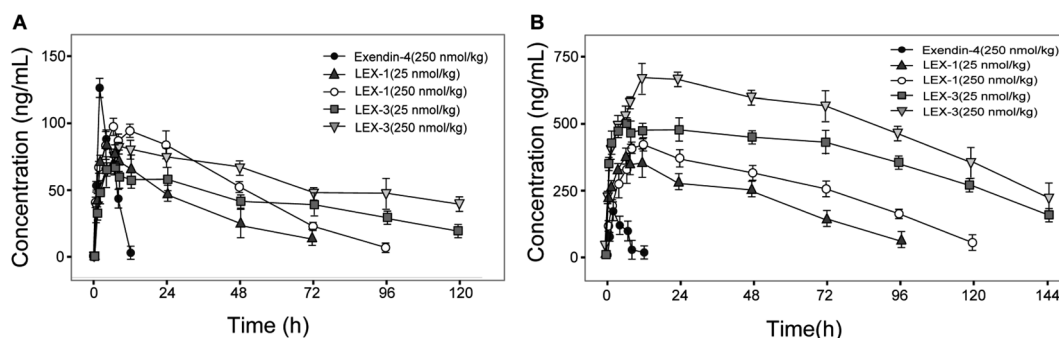 A
Concentration (ng/mL)
150
100
50
0
Exendin-4(250 nmol/kg)
LEX-1(25 nmol/kg)
LEX-1(250 nmol/kg)
LEX-3(25 nmol/kg)
LEX-3(250 nmol/kg)
0 24 48 72 96 120
Time (h)
B
Concentration (ng/mL)
750
500
250
0
Exendin-4(250 nmol/kg)
LEX-1(25 nmol/kg)
LEX-1(250 nmol/kg)
LEX-3(25 nmol/kg)
LEX-3(250 nmol/kg)
0 24 48 72 96 120 144
Time(h)